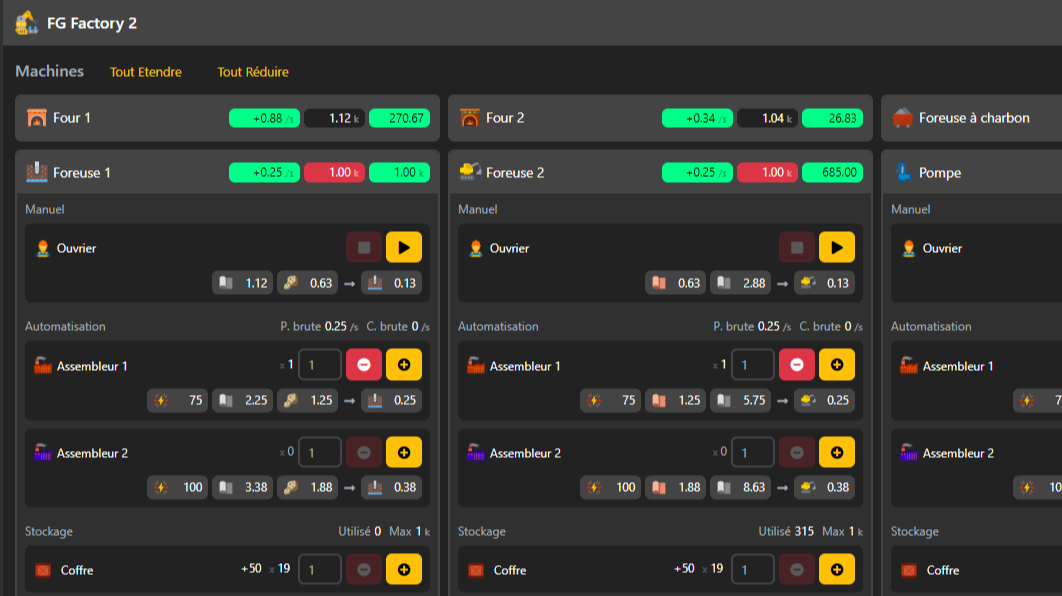 FG Factory 2
Machines Tout Etendre Tout Réduire
Four 1 +0.88 /s 1.12 k 270.67
Four 2 +0.34 /s 1.04 k 26.83
Foreuse à charbon
Foreuse 1 +0.25 /s 1.00 k 1.00 k
Foreuse 2 +0.25 /s 1.00 k 685.00
Pompe
Manuel
Ouvrier
1.12 0.63 → 0.13
Automatisation P. brute 0.25 /s C. brute 0 /s
Assembleur 1 x 1 1
75 2.25 1.25 → 0.25
Assembleur 2 x 0 1
100 3.38 1.88 → 0.38
Stockage Utilisé 0 Max 1 k
Coffre +50 x 19 1
Manuel
Ouvrier
0.63 2.88 → 0.13
Automatisation P. brute 0.25 /s C. brute 0 /s
Assembleur 1 x 1 1
75 1.25 5.75 → 0.25
Assembleur 2 x 0 1
100 1.88 8.63 → 0.38
Stockage Utilisé 315 Max 1 k
Coffre +50 x 19 1
Manuel
Ouvrier
Automatisation
Assembleur 1
Assembleur 2
Stockage
Coffre